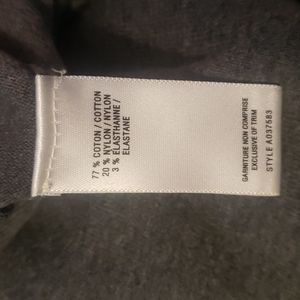 77 % COTON / COTTON
20 % NYLON / NYLON
3 % ELASTHANNE /
ELASTANE
GARNITURE NON COMPRISE
EXCLUSIVE OF TRIM
STYLE A037583